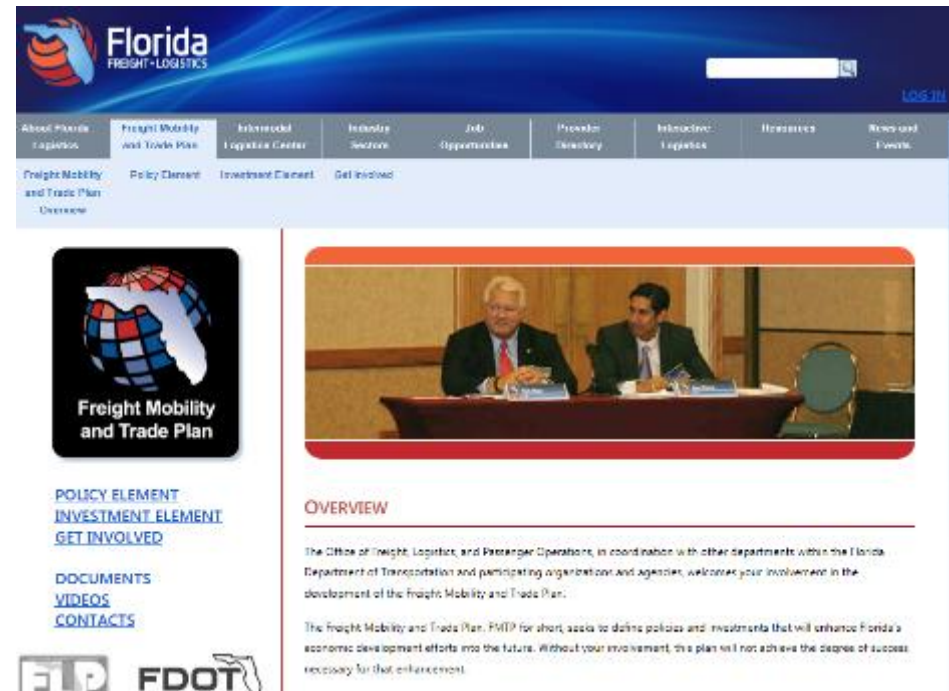 Florida
FREIGHT•LOGISTICS
LOG IN
About Florida Logistics
Freight Mobility and Trade Plan
Intermodal Logistics Center
Industry Sectors
Job Opportunities
Provider Directory
Interactive Logistics
Resources
News and Events
Freight Mobility and Trade Plan Overview
Policy Element
Investment Element
Get Involved
Freight Mobility
and Trade Plan
POLICY ELEMENT
INVESTMENT ELEMENT
GET INVOLVED
DOCUMENTS
VIDEOS
CONTACTS
FTP
FDOT
OVERVIEW
The Office of Freight, Logistics, and Passenger Operations, in coordination with other departments within the Florida
Department of Transportation and participating organizations and agencies, welcomes your involvement in the
development of the Freight Mobility and Trade Plan.
The Freight Mobility and Trade Plan, FMTP for short, seeks to define policies and investments that will enhance Florida's
economic development efforts into the future. Without your involvement, this plan will not achieve the degree of success
necessary for that enhancement.